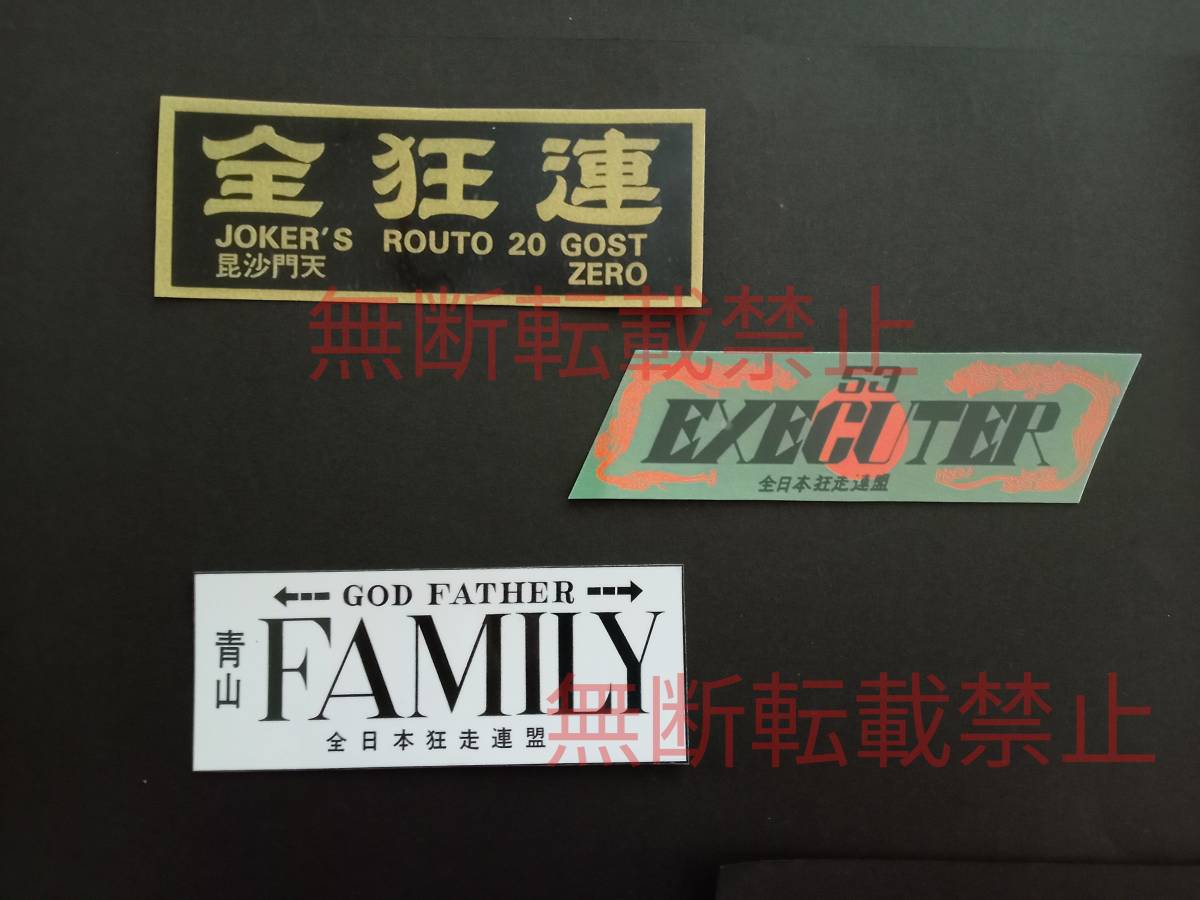 全狂連
JOKER'S ROUTO 20 GOST
毘沙門天 ZERO
無断転載禁止
53
EXECUTER
全日本狂走連盟
GOD FATHER
青山
FAMILY
全日本狂走連盟
無断転載禁止